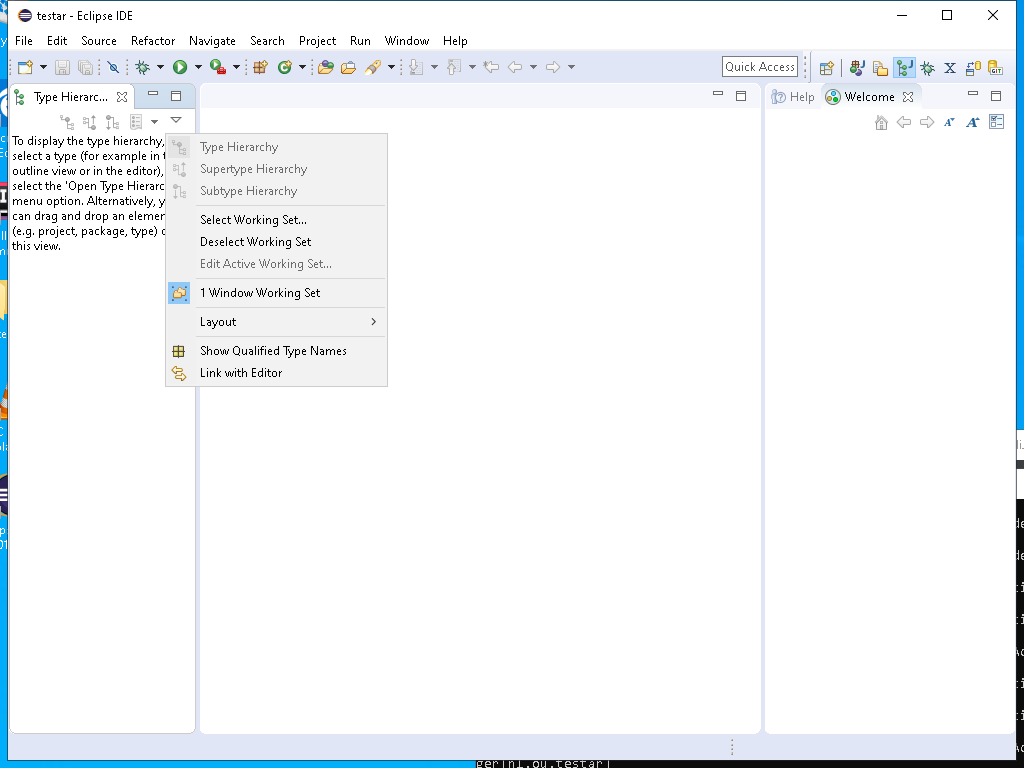 testar - Eclipse IDE
File Edit Source Refactor Navigate Search Project Run Window Help
Quick Access
Type Hierarc...
Help
Welcome
To display the type hierarchy,
select a type (for example in
outline view or in the editor),
select the 'Open Type Hierarc
menu option. Alternatively,
can drag and drop an elemen
(e.g. project, package, type)
this view.
Type Hierarchy
Supertype Hierarchy
Subtype Hierarchy
Select Working Set...
Deselect Working Set
Edit Active Working Set...
1 Window Working Set
Layout
Show Qualified Type Names
Link with Editor